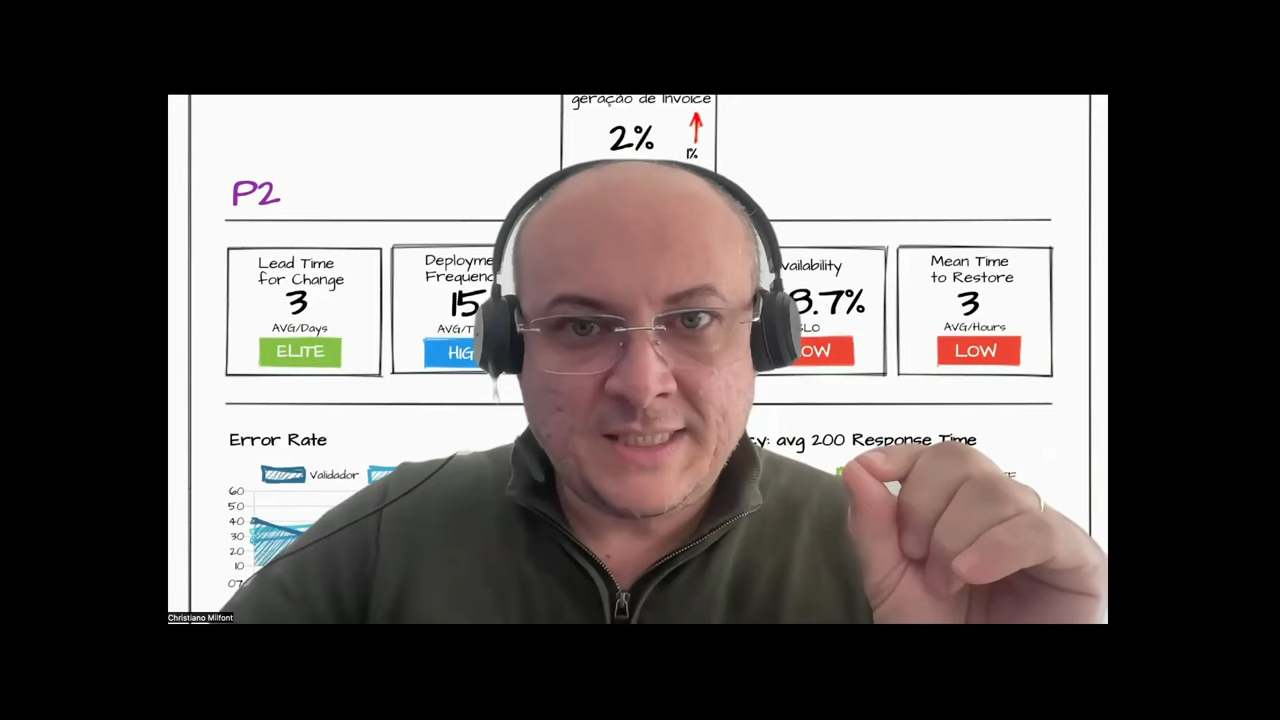 geração de Invoice
2%
1%
P2
Lead Time
for Change
3
AVG/Days
ELITE
15
Mean Time
to Restore
3
AVG/Hours
LOW
Error Rate
avg 200 Response Time
Validador
60
50
40
30
20
10
Christiano Milfont